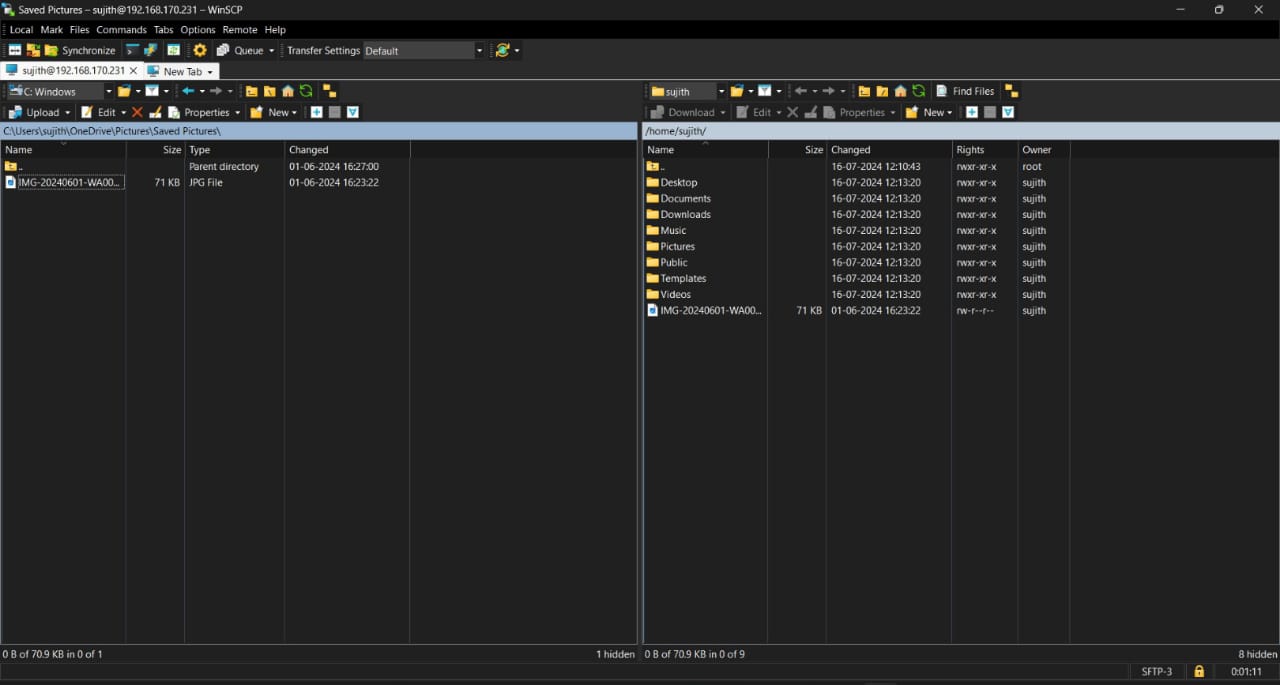 Saved Pictures – sujith@192.168.170.231 – WinSCP
Local Mark Files Commands Tabs Options Remote Help
Synchronize Queue Transfer Settings Default
sujith@192.168.170.231 New Tab
C: Windows
Upload Edit Properties New
C:\Users\sujith\OneDrive\Pictures\Saved Pictures\
Name Size Type Changed
.. Parent directory 01-06-2024 16:27:00
IMG-20240601-WA00... 71 KB JPG File 01-06-2024 16:23:22
0 B of 70.9 KB in 0 of 1 1 hidden
sujith Find Files
Download Edit Properties New
/home/sujith/
Name Size Changed Rights Owner
.. 16-07-2024 12:10:43 rwxr-xr-x root
Desktop 16-07-2024 12:13:20 rwxr-xr-x sujith
Documents 16-07-2024 12:13:20 rwxr-xr-x sujith
Downloads 16-07-2024 12:13:20 rwxr-xr-x sujith
Music 16-07-2024 12:13:20 rwxr-xr-x sujith
Pictures 16-07-2024 12:13:20 rwxr-xr-x sujith
Public 16-07-2024 12:13:20 rwxr-xr-x sujith
Templates 16-07-2024 12:13:20 rwxr-xr-x sujith
Videos 16-07-2024 12:13:20 rwxr-xr-x sujith
IMG-20240601-WA00... 71 KB 01-06-2024 16:23:22 rw-r--r-- sujith
0 B of 70.9 KB in 0 of 9 8 hidden
SFTP-3 0:01:11